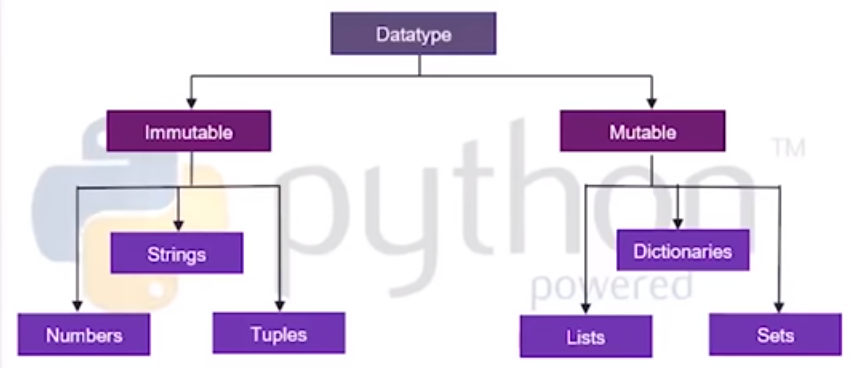 Datatype
Immutable
Mutable
python
TM
powered
Strings
Dictionaries
Numbers
Tuples
Lists
Sets